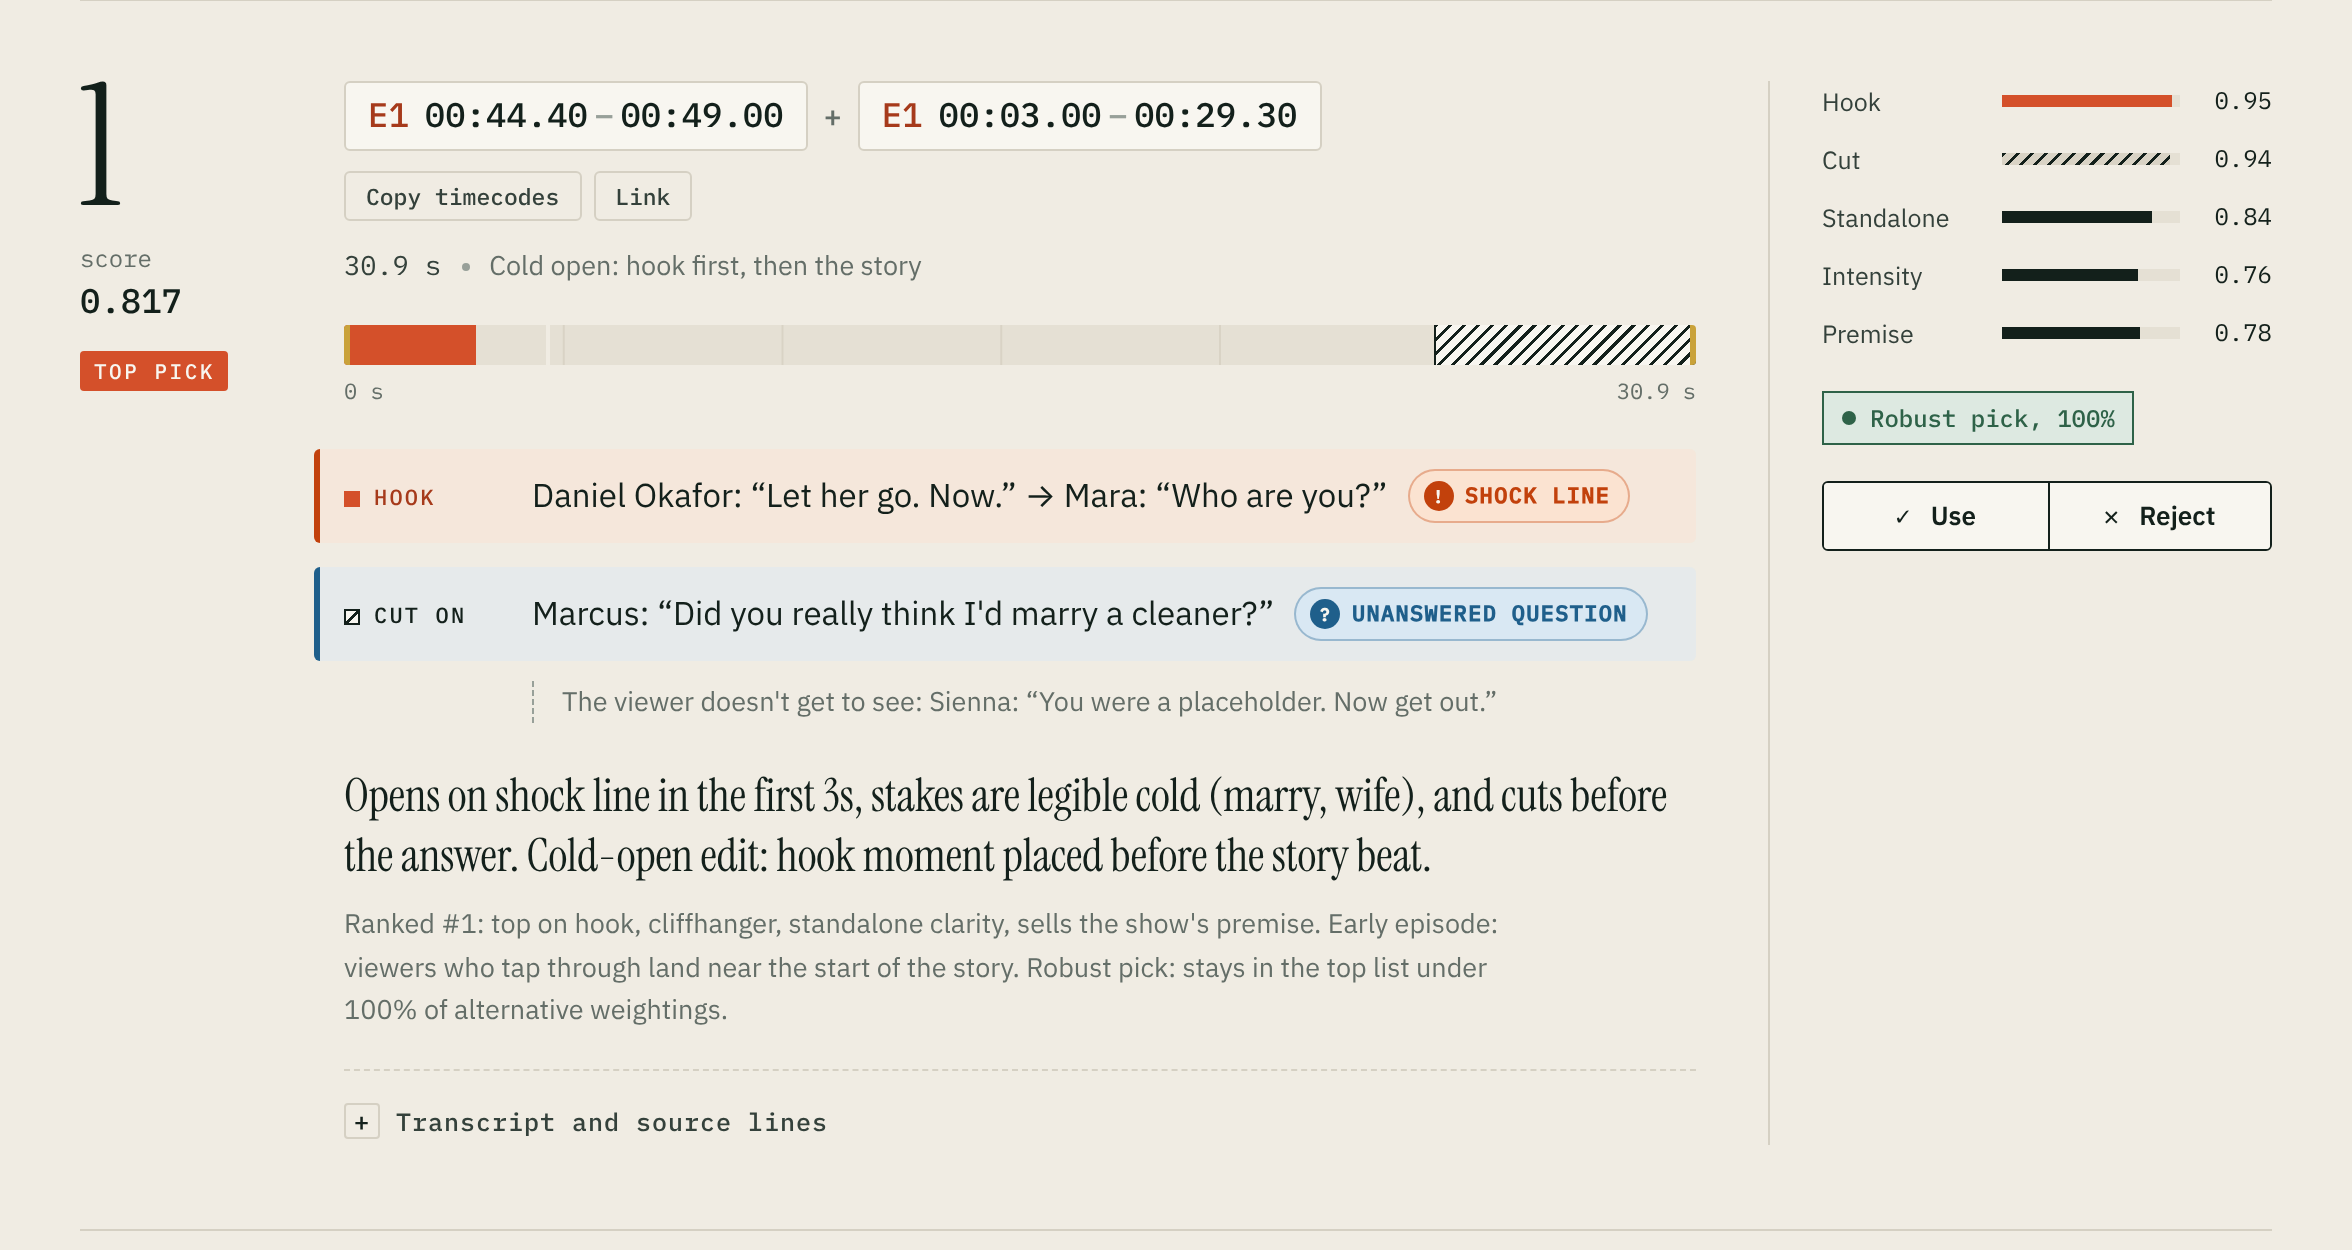 1
score
0.817
TOP PICK
E1 00:44.40–00:49.00 + E1 00:03.00–00:29.30
Copy timecodes Link
30.9 s • Cold open: hook first, then the story
0 s 30.9 s
HOOK Daniel Okafor: “Let her go. Now.” → Mara: “Who are you?” ! SHOCK LINE
CUT ON Marcus: “Did you really think I'd marry a cleaner?” ? UNANSWERED QUESTION
The viewer doesn't get to see: Sienna: “You were a placeholder. Now get out.”
Opens on shock line in the first 3s, stakes are legible cold (marry, wife), and cuts before
the answer. Cold-open edit: hook moment placed before the story beat.
Ranked #1: top on hook, cliffhanger, standalone clarity, sells the show's premise. Early episode:
viewers who tap through land near the start of the story. Robust pick: stays in the top list under
100% of alternative weightings.
+ Transcript and source lines
Hook 0.95
Cut 0.94
Standalone 0.84
Intensity 0.76
Premise 0.78
● Robust pick, 100%
✓ Use × Reject